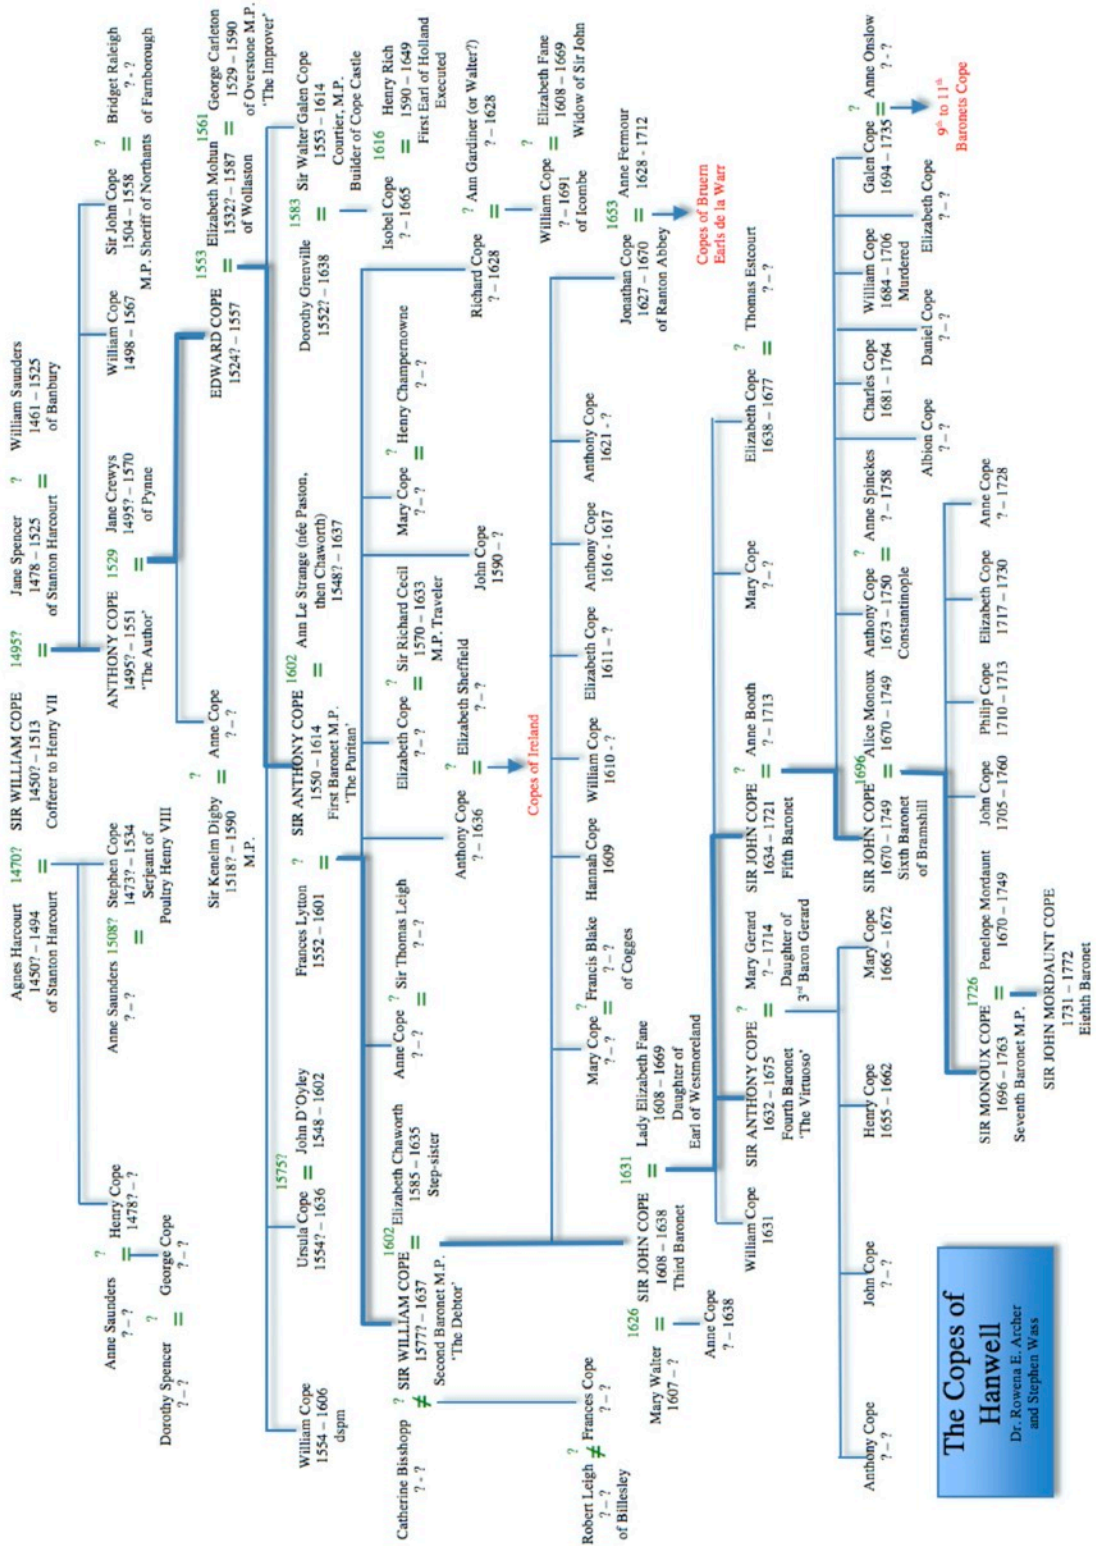 Agnes Harcourt
1450? – 1494
of Stanton Harcourt
1470?
=
SIR WILLIAM COPE
1450? – 1513
Cofferer to Henry VII
1495?
=
Jane Spencer
1478 – 1525
of Stanton Harcourt
?
=
William Saunders
1461 – 1525
of Banbury
Anne Saunders
? – ?
?
=
Henry Cope
1478? – ?
Anne Saunders
? – ?
1508?
=
Stephen Cope
1473? – 1534
Serjeant of
Poultry Henry VIII
ANTHONY COPE
1495? – 1551
'The Author'
1529
=
Jane Crewys
1495? – 1570
of Pynne
William Cope
1498 – 1567
Sir John Cope
1504 – 1558
M.P. Sheriff of Northants
?
=
Bridget Raleigh
? - ?
of Farnborough
Dorothy Spencer
? – ?
?
=
George Cope
? – ?
Sir Kenelm Digby
1518? – 1590
M.P.
?
=
Anne Cope
? – ?
EDWARD COPE
1524? – 1557
1553
=
Elizabeth Mohun
1532? – 1587
of Wollaston
1561
=
George Carleton
1529 – 1590
of Overstone M.P.
'The Improver'
William Cope
1554 – 1606
dspm
Ursula Cope
1554? – 1636
1575?
=
John D'Oyley
1548 – 1602
Frances Lytton
1552 – 1601
?
=
SIR ANTHONY COPE
1550 – 1614
First Baronet M.P.
'The Puritan'
1602
=
Ann Le Strange (née Paston,
then Chaworth)
1548? – 1637
Dorothy Grenville
1552? – 1638
1583
=
Sir Walter Galen Cope
1553 – 1614
Courtier, M.P.
Builder of Cope Castle
Catherine Bisshopp
? - ?
?
≠
SIR WILLIAM COPE
1577? – 1637
Second Baronet M.P.
'The Debtor'
1602
=
Elizabeth Chaworth
1585 – 1635
Step-sister
Anne Cope
? – ?
?
=
Sir Thomas Leigh
? – ?
Anthony Cope
? – 1636
?
=
Elizabeth Sheffield
? – ?
Elizabeth Cope
? – ?
?
=
Sir Richard Cecil
1570 – 1633
M.P. Traveler
John Cope
1590 – ?
Mary Cope
? – ?
?
=
Henry Champernowne
? – ?
Isobel Cope
? – 1665
1616
=
Henry Rich
1590 – 1649
First Earl of Holland
Executed
Richard Cope
? – 1628
?
=
Ann Gardiner (or Walter?)
? – 1628
Copes of Ireland
William Cope
? – 1691
of Icombe
?
=
Elizabeth Fane
1608 – 1669
Widow of Sir John
Robert Leigh
? – ?
of Billesley
?
≠
Frances Cope
? – ?
Mary Cope
? – ?
?
=
Francis Blake
? – ?
of Cogges
Hannah Cope
1609
William Cope
1610 - ?
Elizabeth Cope
1611 – ?
Anthony Cope
1616 - 1617
Anthony Cope
1621 - ?
Jonathan Cope
1627 – 1670
of Ranton Abbey
1653
=
Anne Fermour
1628 - 1712
Copes of Bruern
Earls de la Warr
Mary Walter
1607 – ?
1626
=
SIR JOHN COPE
1608 – 1638
Third Baronet
1631
=
Lady Elizabeth Fane
1608 – 1669
Daughter of
Earl of Westmoreland
Anne Cope
? – 1638
William Cope
1631
SIR ANTHONY COPE
1632 – 1675
Fourth Baronet
'The Virtuoso'
?
=
Mary Gerard
? – 1714
Daughter of
3rd Baron Gerard
SIR JOHN COPE
1634 – 1721
Fifth Baronet
?
=
Anne Booth
? – 1713
Mary Cope
? – ?
Elizabeth Cope
1638 – 1677
?
=
Thomas Estcourt
? – ?
Anthony Cope
? – ?
John Cope
? – ?
Henry Cope
1655 – 1662
Mary Cope
1665 – 1672
SIR JOHN COPE
1670 – 1749
Sixth Baronet
of Bramshill
1696
=
Alice Monoux
1670 – 1749
Anthony Cope
1673 – 1750
Constantinople
?
=
Anne Spinckes
? – 1758
Albion Cope
? – ?
Charles Cope
1681 – 1764
Daniel Cope
? – ?
William Cope
1684 – 1706
Murdered
Elizabeth Cope
? – ?
Galen Cope
1694 – 1735
?
=
Anne Onslow
? - ?
9th to 11th
Baronets Cope
SIR MONOUX COPE
1696 – 1763
Seventh Baronet M.P.
1726
=
Penelope Mordaunt
1670 – 1749
John Cope
1705 – 1760
Philip Cope
1710 – 1713
Elizabeth Cope
1717 – 1730
Anne Cope
? – 1728
SIR JOHN MORDAUNT COPE
1731 – 1772
Eighth Baronet
The Copes of
Hanwell
Dr. Rowena E. Archer
and Stephen Wass